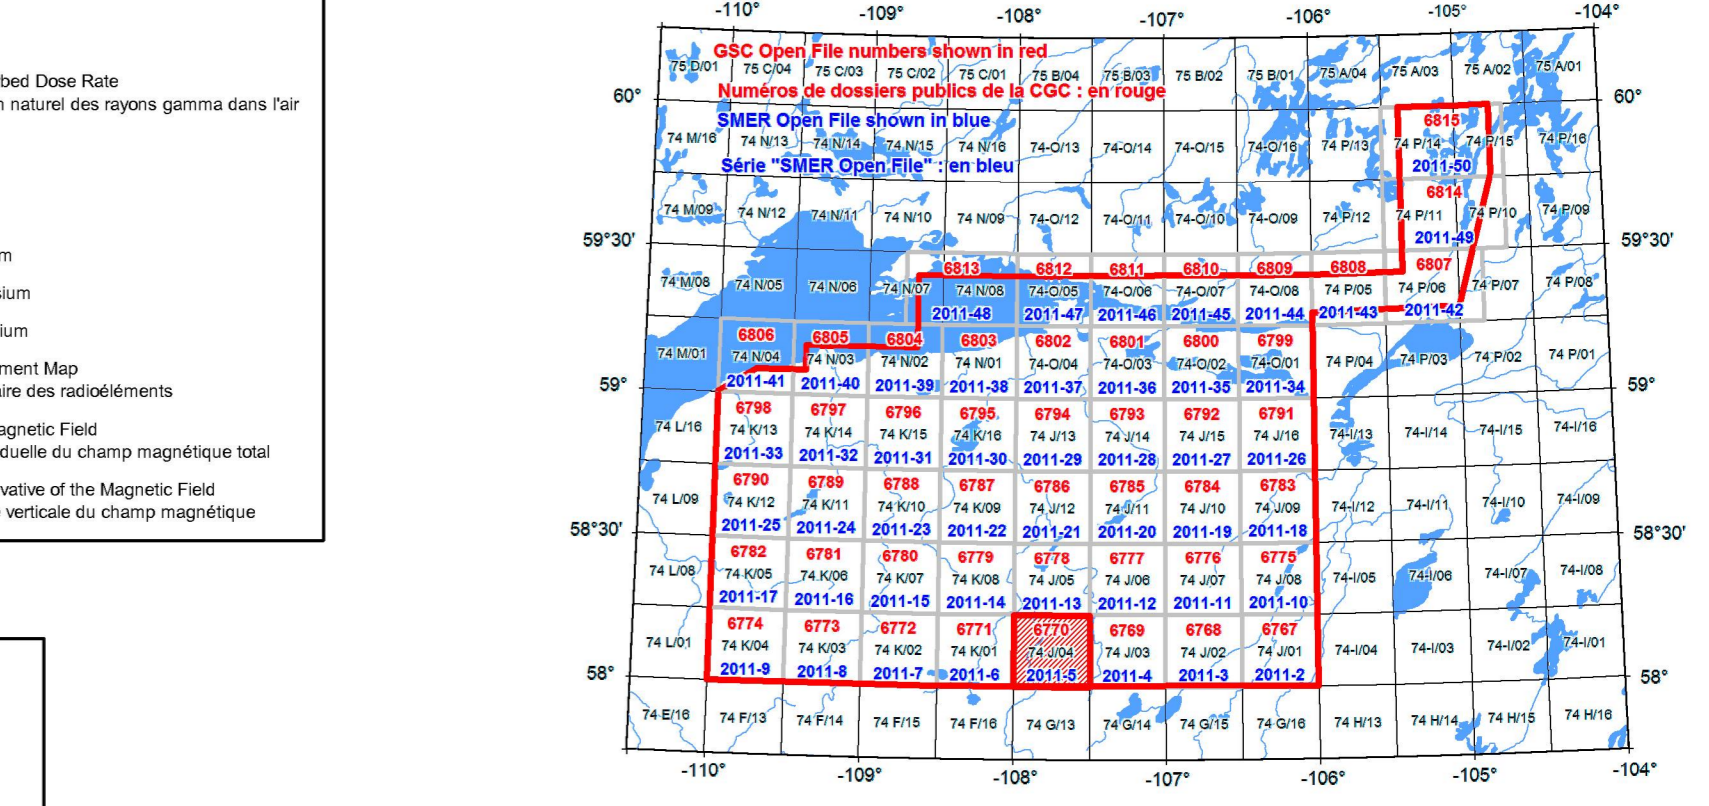 bed Dose Rate
n naturel des rayons gamma dans l'air
m
sium
ium
ment Map
aire des radioéléments
agnetic Field
duelle du champ magnétique total
vative of the Magnetic Field
e verticale du champ magnétique
-110° -109° -108° -107° -106° -105° -104°
GSC Open File numbers shown in red
75 D/01 75 C/04 75 C/03 75 C/02 75 C/01 75 B/04 75 B/03 75 B/02 75 B/01 75 A/04 75 A/03 75 A/02 75 A/01
Numéros de dossiers publics de la CGC : en rouge
60° 60°
SMER Open File shown in blue
6815
74 M/16 74 N/13 74 N/14 74 N/15 74 N/16 74-O/13 74-O/14 74-O/15 74-O/16 74 P/13 74 P/14 74 P/15 74 P/16
Série "SMER Open File" : en bleu
2011-50
6814
74 M/09 74 N/12 74 N/11 74 N/10 74 N/09 74-O/12 74-O/11 74-O/10 74-O/09 74 P/12 74 P/11 74 P/10 74 P/09
2011-49
59°30' 59°30'
6813 6812 6811 6810 6809 6808 6807
74 M/08 74 N/05 74 N/06 74 N/07 74 N/08 74-O/05 74-O/06 74-O/07 74-O/08 74 P/05 74 P/06 74 P/07 74 P/08
2011-48 2011-47 2011-46 2011-45 2011-44 2011-43 2011-42
6806 6805 6804 6803 6802 6801 6800 6799
74 M/01 74 N/04 74 N/03 74 N/02 74 N/01 74-O/04 74-O/03 74-O/02 74-O/01 74 P/04 74 P/03 74 P/02 74 P/01
2011-41 2011-40 2011-39 2011-38 2011-37 2011-36 2011-35 2011-34
59° 59°
6798 6797 6796 6795 6794 6793 6792 6791
74 L/16 74 K/13 74 K/14 74 K/15 74 K/16 74 J/13 74 J/14 74 J/15 74 J/16 74-I/13 74-I/14 74-I/15 74-I/16
2011-33 2011-32 2011-31 2011-30 2011-29 2011-28 2011-27 2011-26
6790 6789 6788 6787 6786 6785 6784 6783
74 L/09 74 K/12 74 K/11 74 K/10 74 K/09 74 J/12 74 J/11 74 J/10 74 J/09 74-I/12 74-I/11 74-I/10 74-I/09
2011-25 2011-24 2011-23 2011-22 2011-21 2011-20 2011-19 2011-18
58°30' 58°30'
6782 6781 6780 6779 6778 6777 6776 6775
74 L/08 74 K/05 74 K/06 74 K/07 74 K/08 74 J/05 74 J/06 74 J/07 74 J/08 74-I/05 74-I/06 74-I/07 74-I/08
2011-17 2011-16 2011-15 2011-14 2011-13 2011-12 2011-11 2011-10
6774 6773 6772 6771 6770 6769 6768 6767
74 L/01 74 K/04 74 K/03 74 K/02 74 K/01 74 J/04 74 J/03 74 J/02 74 J/01 74-I/04 74-I/03 74-I/02 74-I/01
2011-9 2011-8 2011-7 2011-6 2011-5 2011-4 2011-3 2011-2
58° 58°
74 E/16 74 F/13 74 F/14 74 F/15 74 F/16 74 G/13 74 G/14 74 G/15 74 G/16 74 H/13 74 H/14 74 H/15 74 H/16
-110° -109° -108° -107° -106° -105° -104°